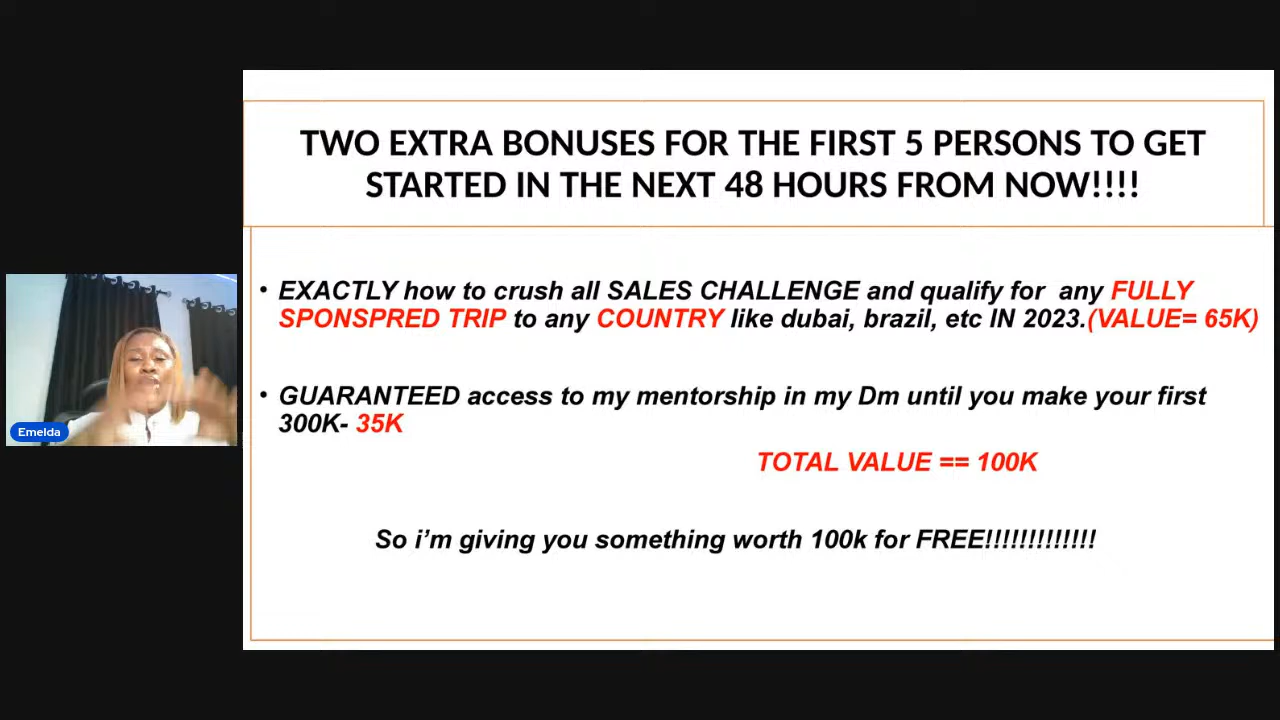 TWO EXTRA BONUSES FOR THE FIRST 5 PERSONS TO GET
STARTED IN THE NEXT 48 HOURS FROM NOW!!!!
• EXACTLY how to crush all SALES CHALLENGE and qualify for any FULLY
SPONSPRED TRIP to any COUNTRY like dubai, brazil, etc IN 2023.(VALUE= 65K)
• GUARANTEED access to my mentorship in my Dm until you make your first
300K- 35K
TOTAL VALUE == 100K
So i’m giving you something worth 100k for FREE!!!!!!!!!!!!!
Emelda